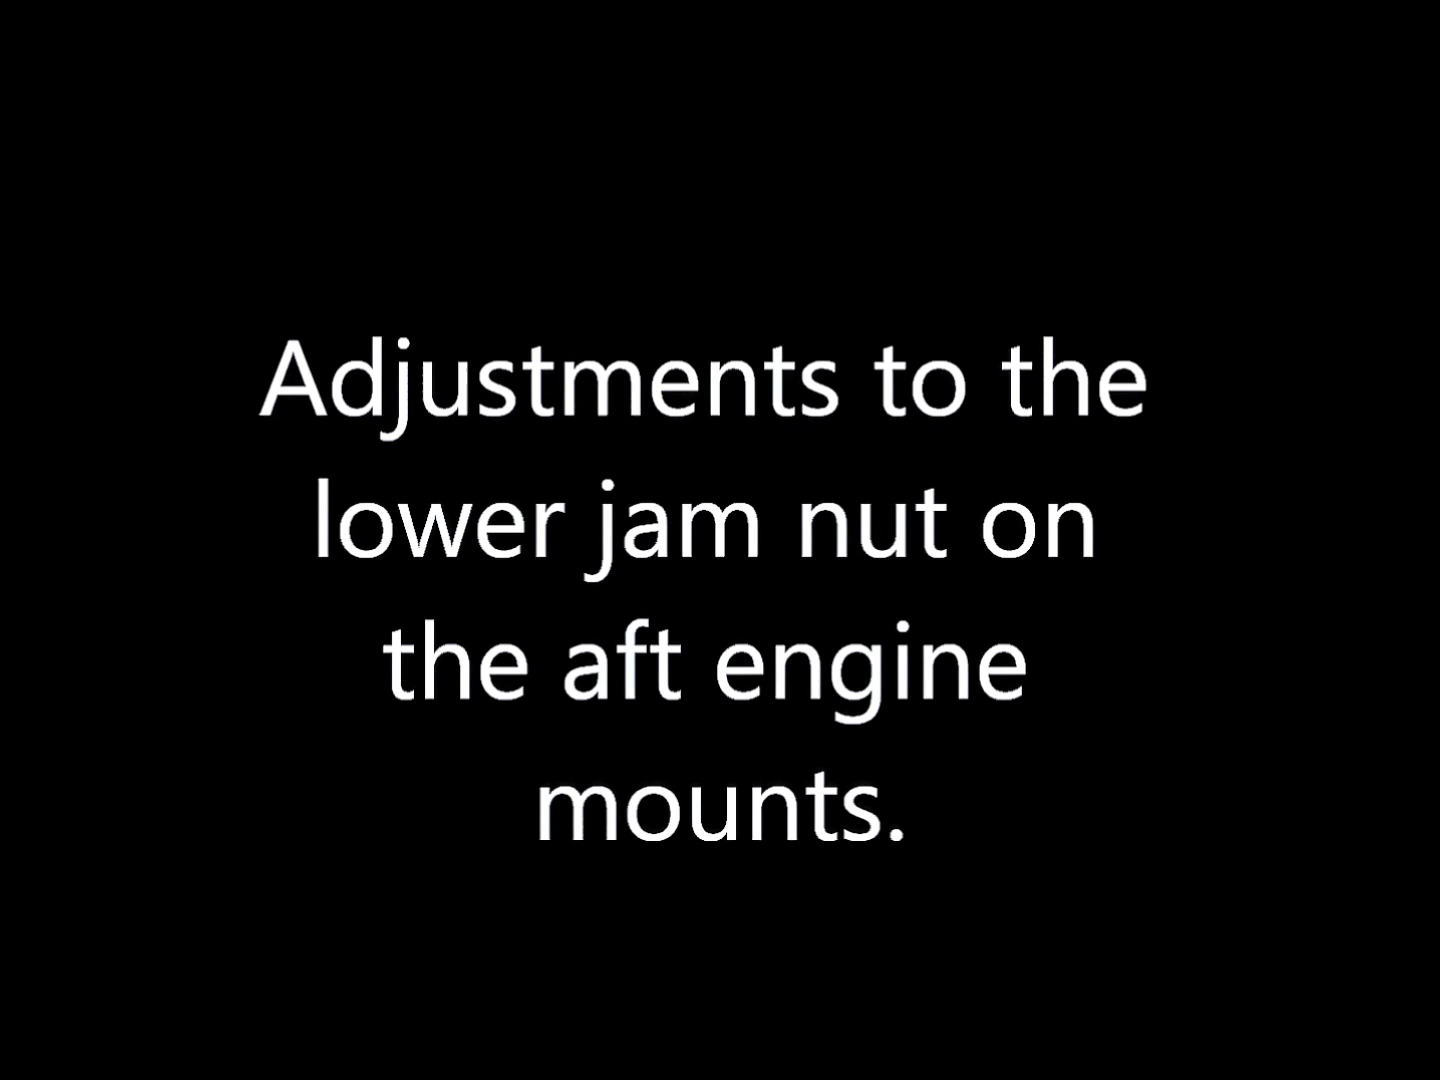 Adjustments to the
lower jam nut on
the aft engine
mounts.